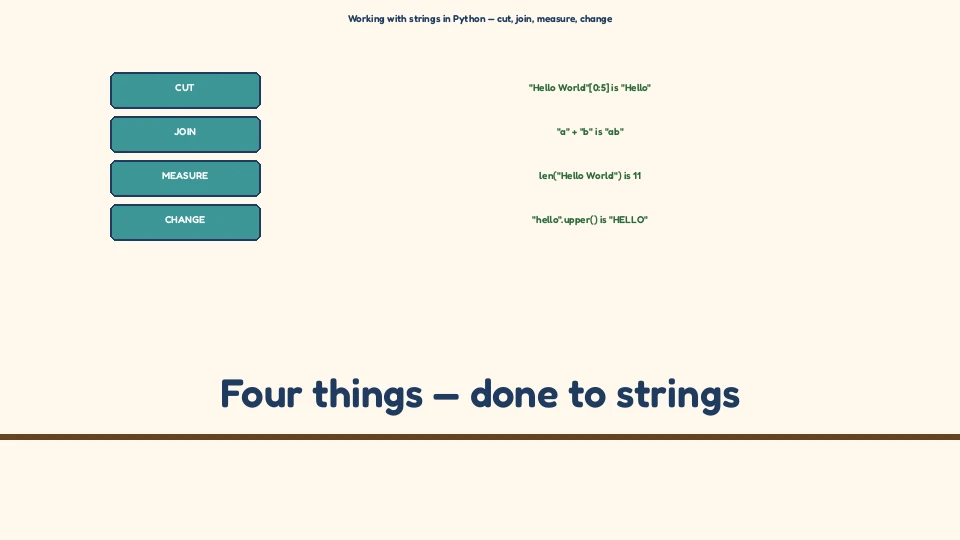 Working with strings in Python — cut, join, measure, change
CUT
"Hello World"[0:5] is "Hello"
JOIN
"a" + "b" is "ab"
MEASURE
len("Hello World") is 11
CHANGE
"hello".upper() is "HELLO"
Four things — done to strings